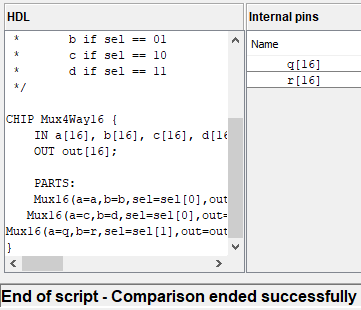 HDL
Internal pins
* b if sel == 01
* c if sel == 10
* d if sel == 11
*/
CHIP Mux4Way16 {
IN a[16], b[16], c[16], d[16
OUT out[16];
PARTS:
Mux16(a=a,b=b,sel=sel[0],out
Mux16(a=c,b=d,sel=sel[0],out=
Mux16(a=q,b=r,sel=sel[1],out=out
}
Name
q[16]
r[16]
End of script - Comparison ended successfully